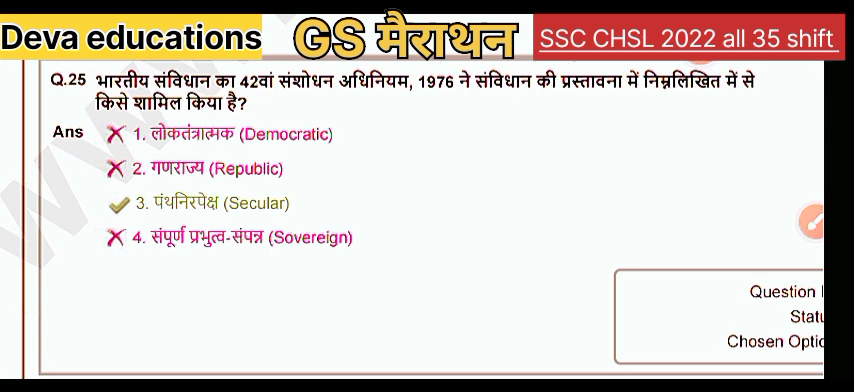 Deva educations GS मैराथन SSC CHSL 2022 all 35 shift
Q.25 भारतीय संविधान का 42वां संशोधन अधिनियम, 1976 ने संविधान की प्रस्तावना में निम्नलिखित में से
किसे शामिल किया है?
Ans 1. लोकतंत्रात्मक (Democratic)
2. गणराज्य (Republic)
3. पंथनिरपेक्ष (Secular)
4. संपूर्ण प्रभुत्व-संपन्न (Sovereign)
Question
Chosen